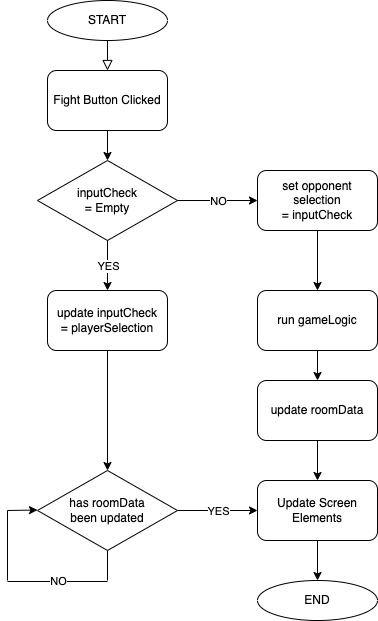 START
Fight Button Clicked
inputCheck
= Empty
NO
set opponent
selection
= inputCheck
YES
update inputCheck
= playerSelection
run gameLogic
update roomData
has roomData
been updated
YES
Update Screen
Elements
NO
END